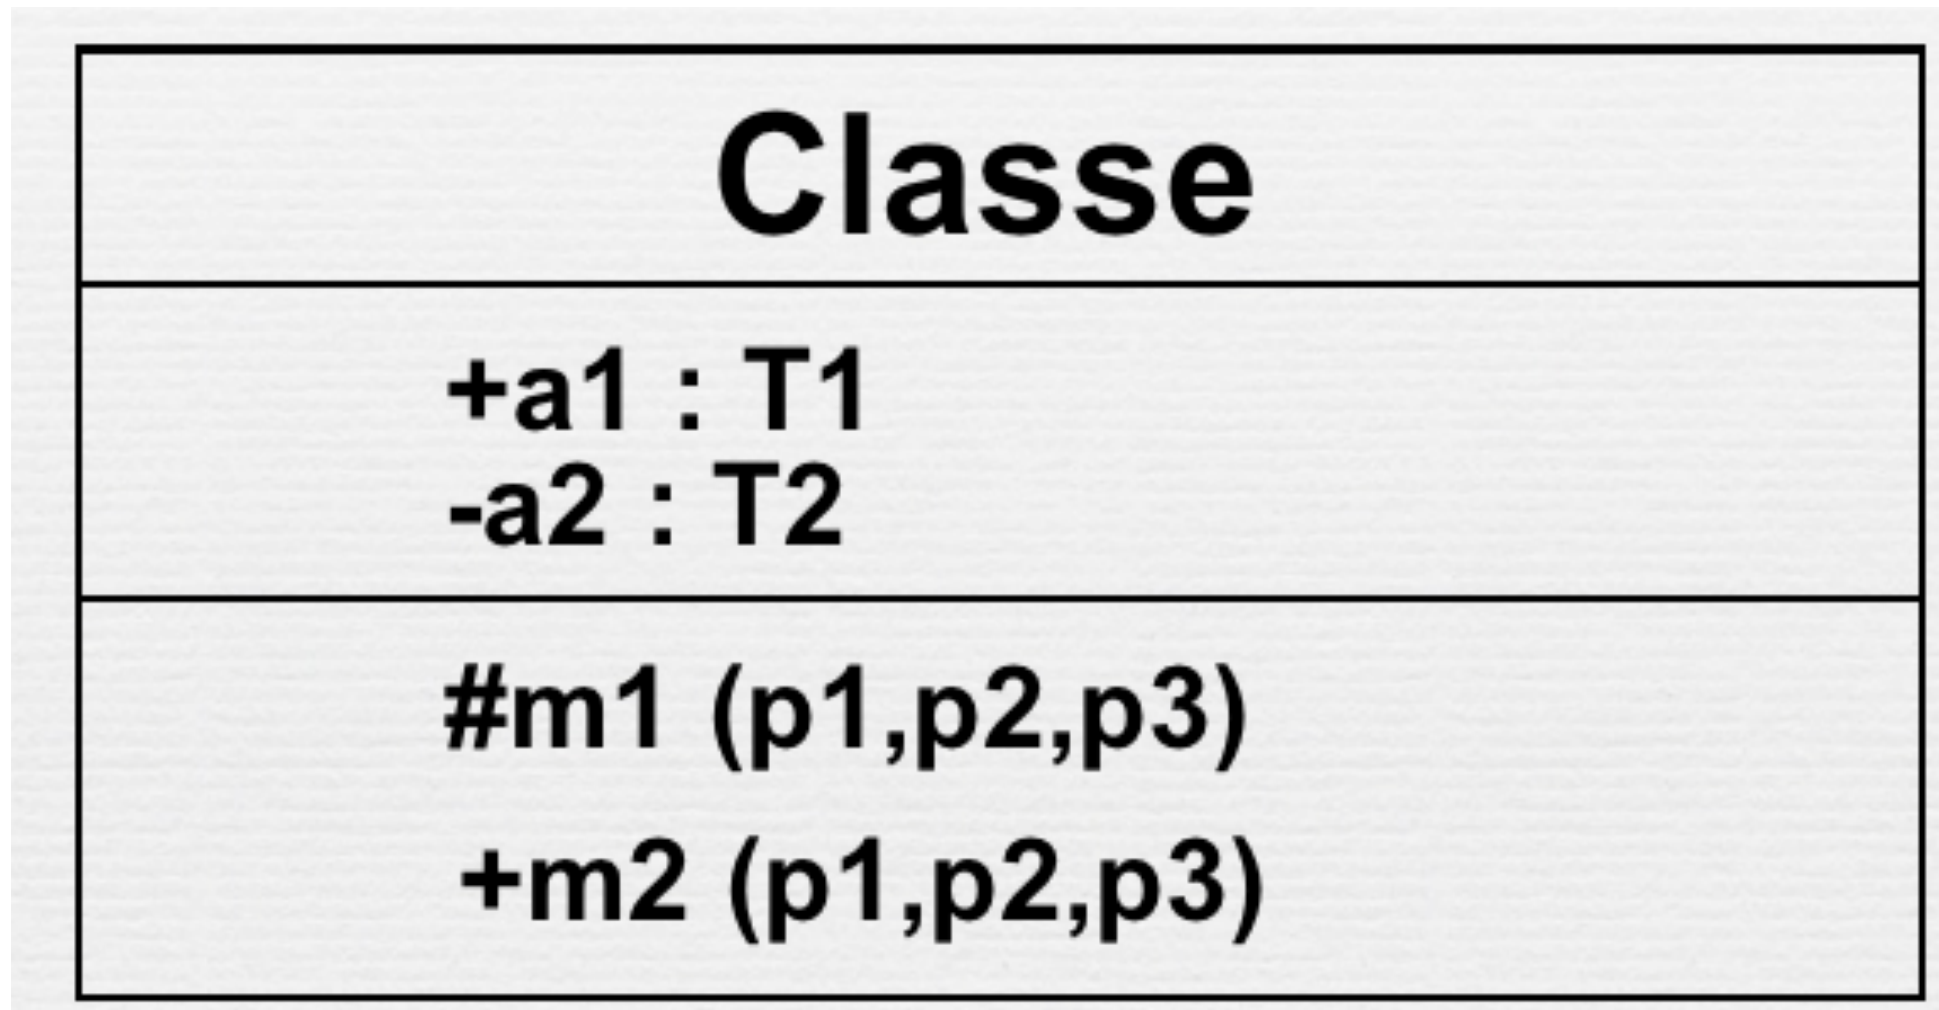 Classe
+a1 : T1
-a2 : T2
#m1 (p1,p2,p3)
+m2 (p1,p2,p3)